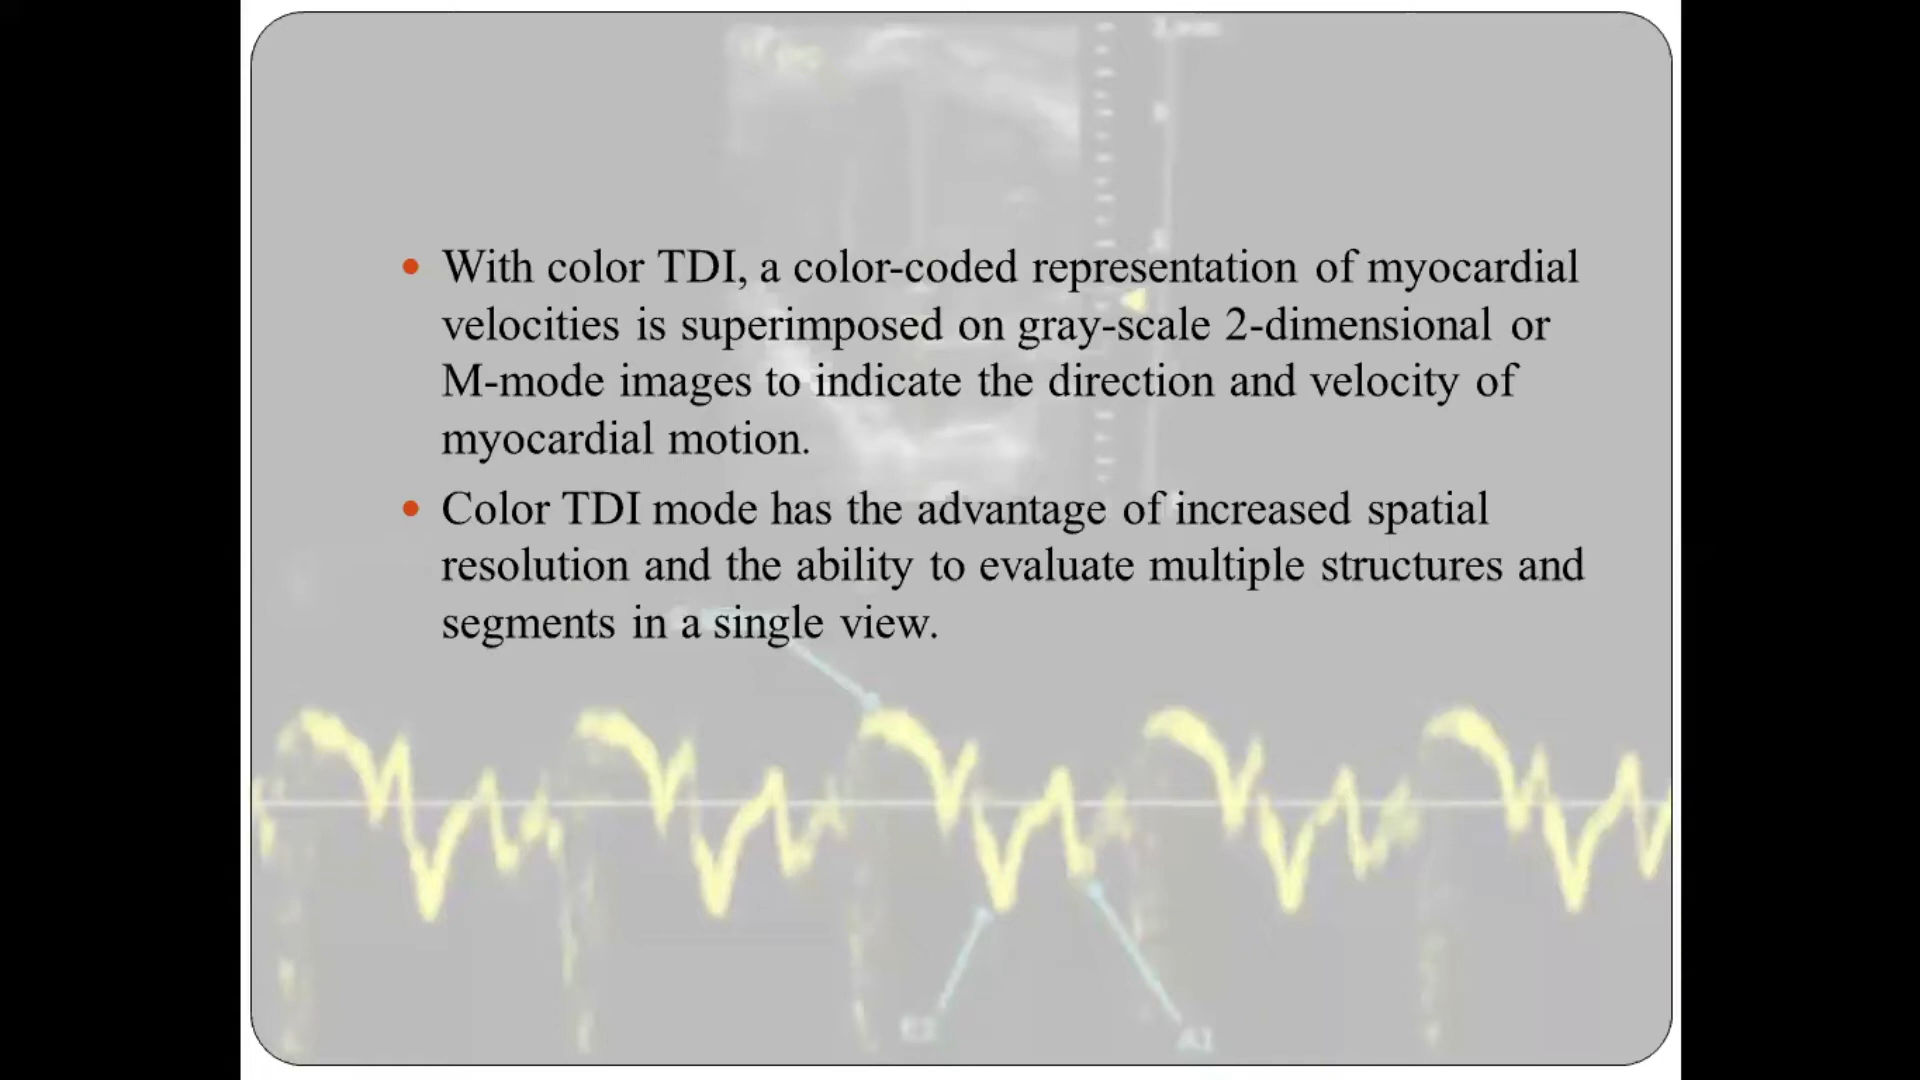 With color TDI, a color-coded representation of myocardial
velocities is superimposed on gray-scale 2-dimensional or
M-mode images to indicate the direction and velocity of
myocardial motion.
Color TDI mode has the advantage of increased spatial
resolution and the ability to evaluate multiple structures and
segments in a single view.